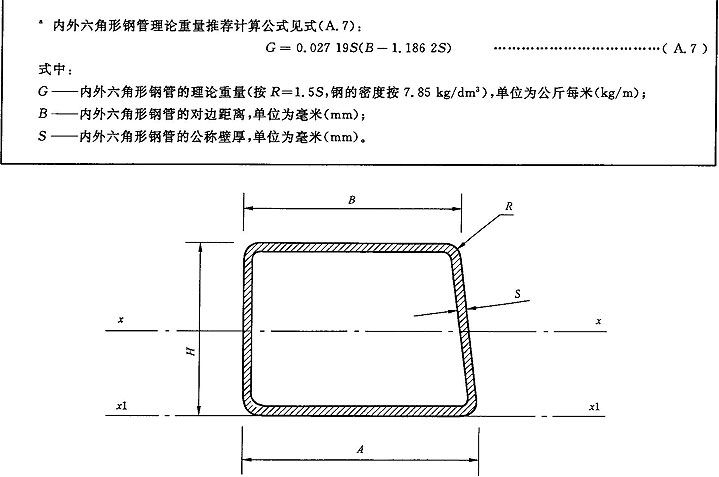 a 内外六角形钢管理论重量推荐计算公式见式(A.7):
G=0.027 19S(B-1.186 2S) ……………………………( A.7 )
式中:
G——内外六角形钢管的理论重量(按 R=1.5S,钢的密度按 7.85 kg/dm³),单位为公斤每米(kg/m);
B——内外六角形钢管的对边距离,单位为毫米(mm);
S——内外六角形钢管的公称壁厚,单位为毫米(mm)。
B
R
S
x
x
H
x1
x1
A